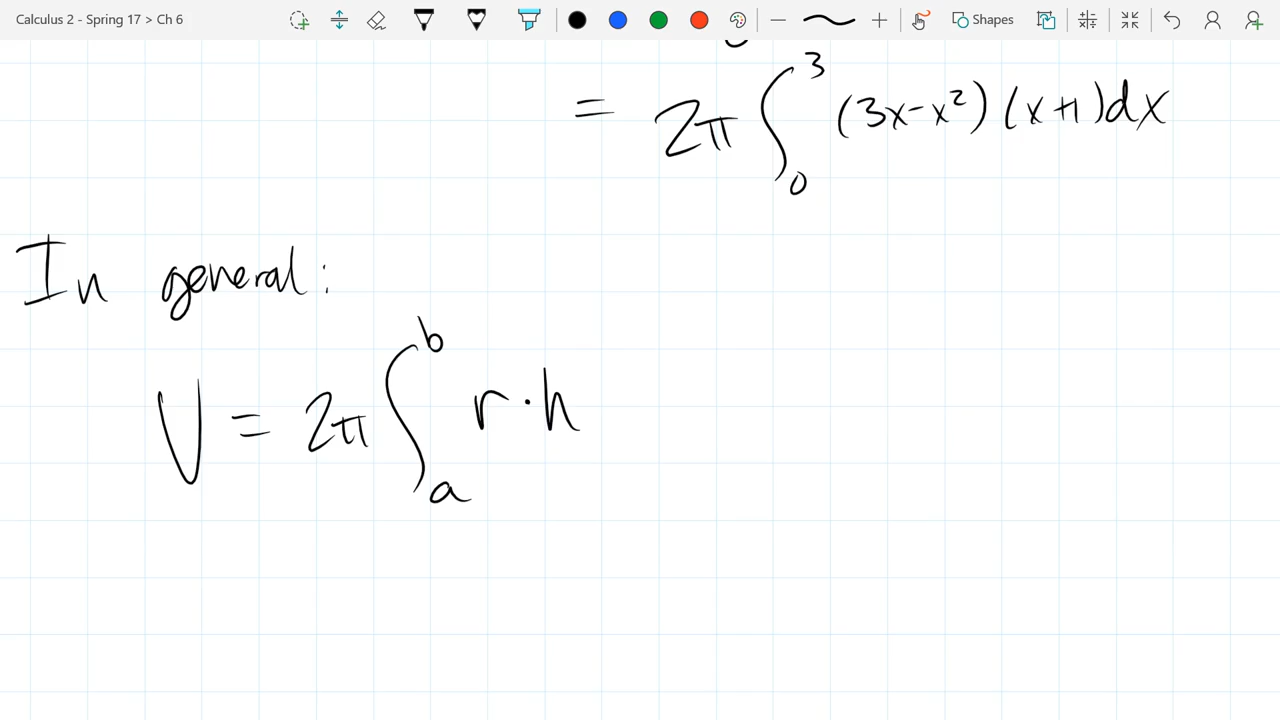 Calculus 2 - Spring 17 > Ch 6
Shapes
= 2π ∫₀³ (3x-x²) (x+1)dx
In general:
V = 2π ∫ₐᵇ r·h